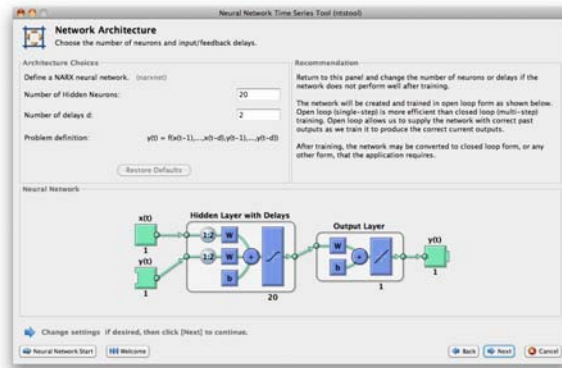 Neural Network Time Series Tool (ntstool)
Network Architecture
Choose the number of neurons and input/feedback delays.
Architecture Choices
Define a NARX neural network. (narxnet)
Number of Hidden Neurons: 20
Number of delays d: 2
Problem definition: y(t) = f(x(t-1),...,x(t-d),y(t-1),...,y(t-d))
Restore Defaults
Recommendation
Return to this panel and change the number of neurons or delays if the
network does not perform well after training.
The network will be created and trained in open loop form as shown below.
Open loop (single-step) is more efficient than closed loop (multi-step)
training. Open loop allows us to supply the network with correct past
outputs as we train it to produce the correct current outputs.
After training, the network may be converted to closed loop form, or any
other form, that the application requires.
Neural Network
Hidden Layer with Delays
Output Layer
x(t)
1
y(t)
1
1:2
W
1:2
W
b
+
20
W
b
+
1
y(t)
1
Change settings if desired, then click [Next] to continue.
Neural Network Start
Welcome
Back
Next
Cancel